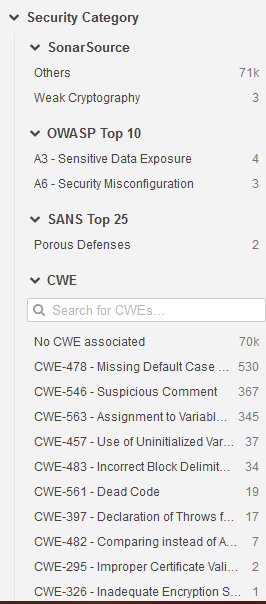 Security Category
SonarSource
Others 71k
Weak Cryptography 3
OWASP Top 10
A3 - Sensitive Data Exposure 4
A6 - Security Misconfiguration 3
SANS Top 25
Porous Defenses 2
CWE
Search for CWEs...
No CWE associated 70k
CWE-478 - Missing Default Case ... 530
CWE-546 - Suspicious Comment 367
CWE-563 - Assignment to Variabl... 345
CWE-457 - Use of Uninitialized Var... 37
CWE-483 - Incorrect Block Delimit... 34
CWE-561 - Dead Code 19
CWE-397 - Declaration of Throws f... 17
CWE-482 - Comparing instead of A... 7
CWE-295 - Improper Certificate Vali... 2
CWE-326 - Inadequate Encryption S... 1